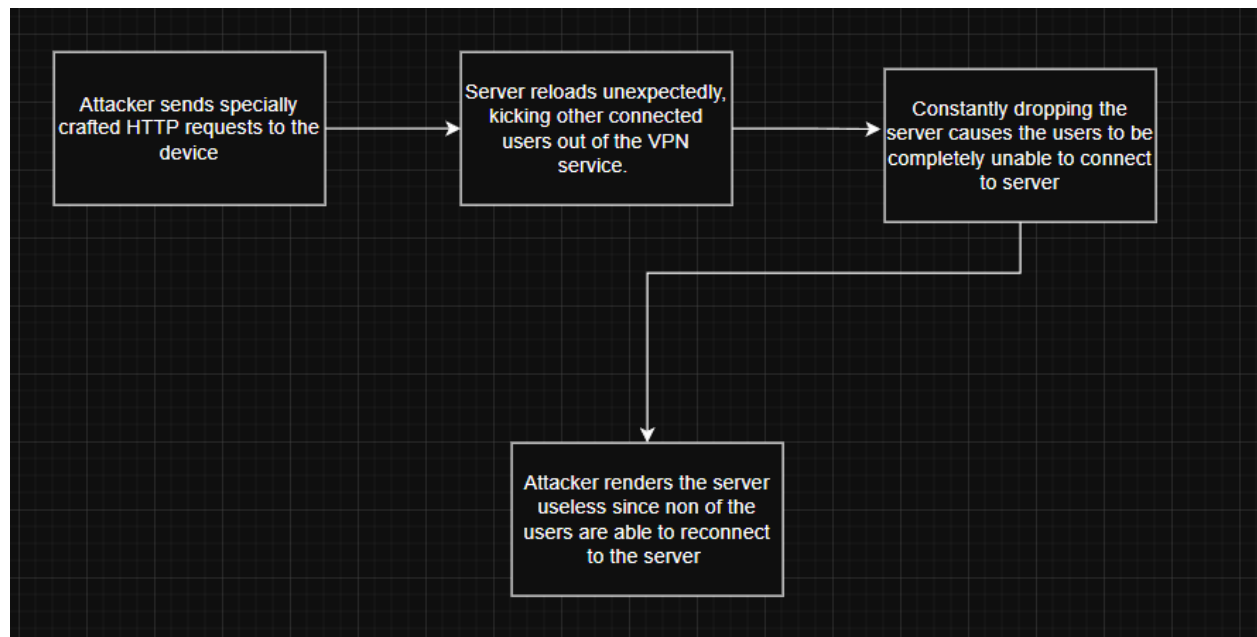 Attacker sends specially
crafted HTTP requests to the
device
Server reloads unexpectedly,
kicking other connected
users out of the VPN
service.
Constantly dropping the
server causes the users to be
completely unable to connect
to server
Attacker renders the server
useless since non of the
users are able to reconnect
to the server